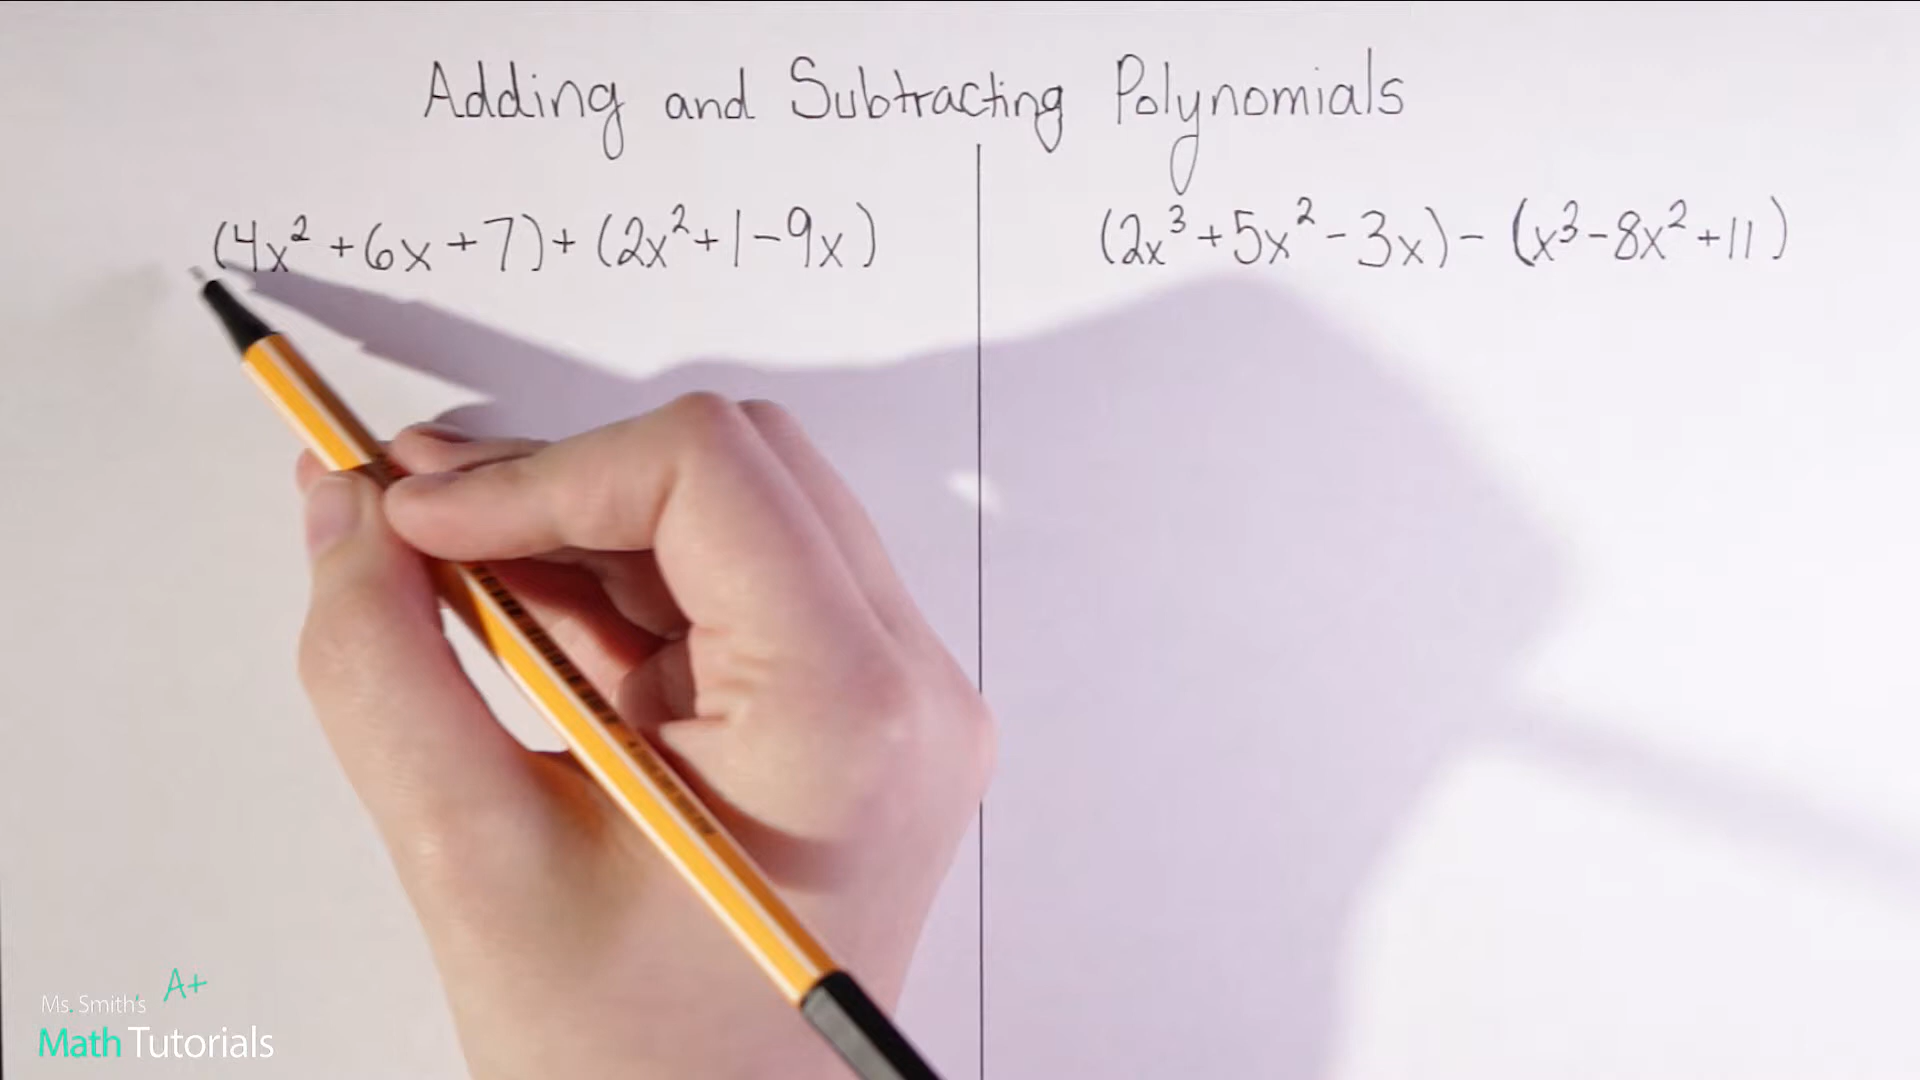 Adding and Subtracting Polynomials
(4x² + 6x + 7) + (2x² + 1 - 9x)
(2x³ + 5x² - 3x) - (x³ - 8x² + 11)
A+
Ms. Smith's
Math Tutorials